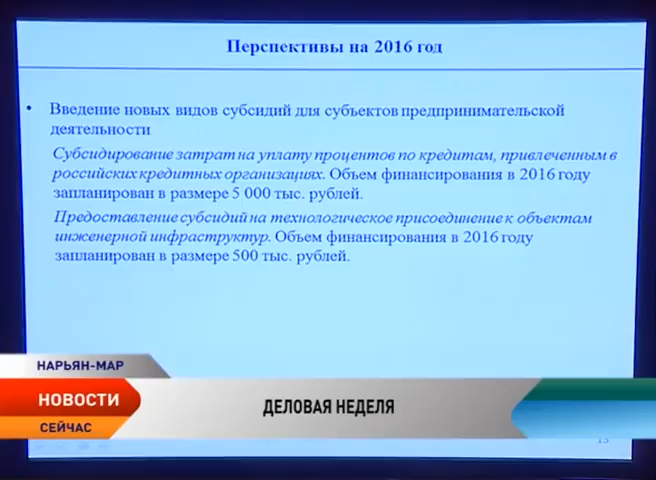 Перспективы на 2016 год
• Введение новых видов субсидий для субъектов предпринимательской
деятельности
Субсидирование затрат на уплату процентов по кредитам, привлеченным в
российских кредитных организациях. Объем финансирования в 2016 году
запланирован в размере 5 000 тыс. рублей.
Предоставление субсидий на технологическое присоединение к объектам
инженерной инфраструктур. Объем финансирования в 2016 году
запланирован в размере 500 тыс. рублей.
НАРЬЯН-МАР
НОВОСТИ
СЕЙЧАС
ДЕЛОВАЯ НЕДЕЛЯ